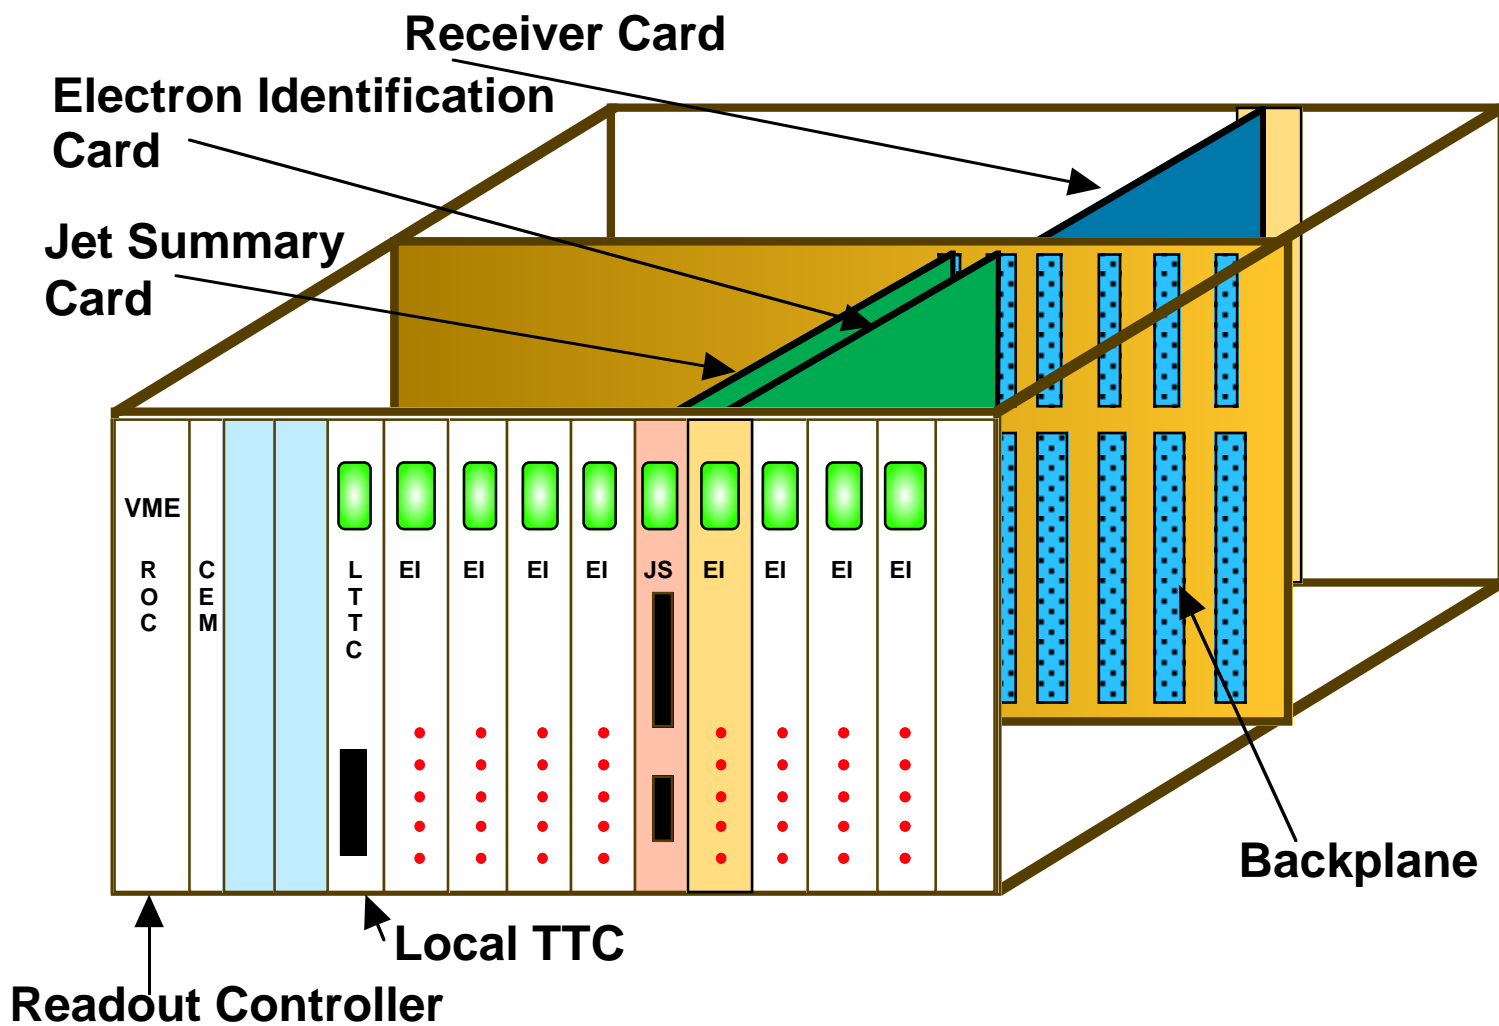 Receiver Card
Electron Identification
Card
Jet Summary
Card
VME
R
O
C
C
E
M
L
T
T
C
EI
EI
EI
EI
JS
EI
EI
EI
EI
Backplane
Local TTC
Readout Controller